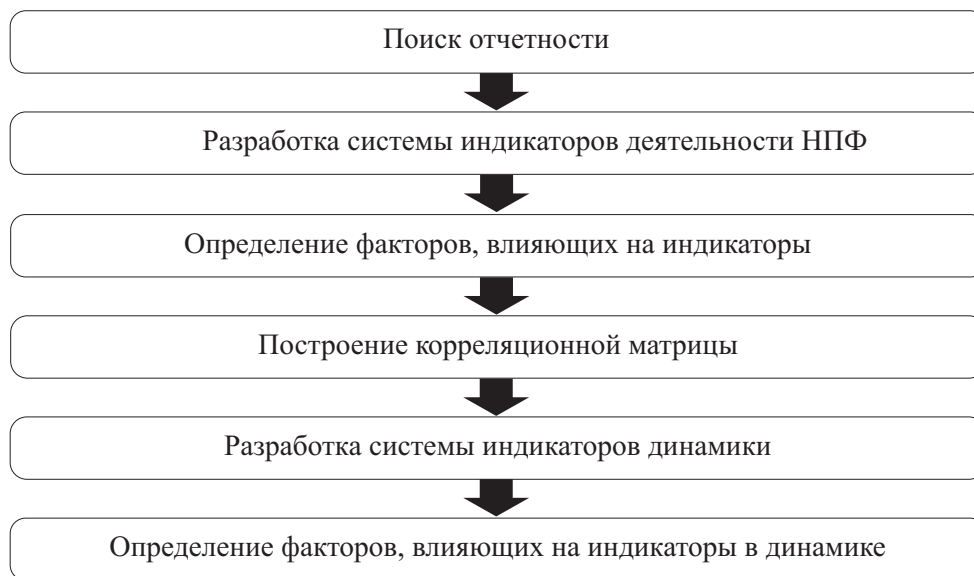 Поиск отчетности
Разработка системы индикаторов деятельности НПФ
Определение факторов, влияющих на индикаторы
Построение корреляционной матрицы
Разработка системы индикаторов динамики
Определение факторов, влияющих на индикаторы в динамике